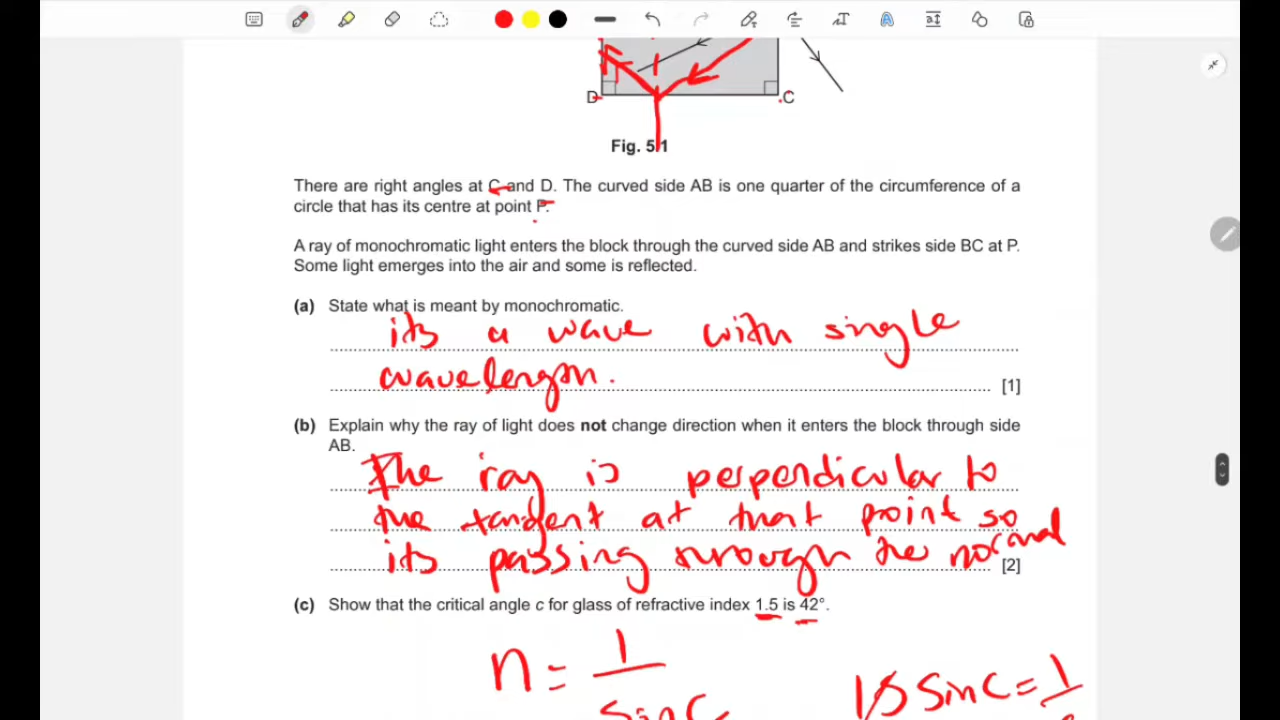 D
C
Fig. 5.1
There are right angles at C and D. The curved side AB is one quarter of the circumference of a
circle that has its centre at point P.
A ray of monochromatic light enters the block through the curved side AB and strikes side BC at P.
Some light emerges into the air and some is reflected.
(a) State what is meant by monochromatic.
its a wave with single
wavelength.
[1]
(b) Explain why the ray of light does not change direction when it enters the block through side
AB.
The ray is perpendicular to
the tangent at that point so
its passing through the normal
[2]
(c) Show that the critical angle c for glass of refractive index 1.5 is 42°.
n = 1
sin c
sin c = 1